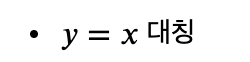 • y = x 대칭